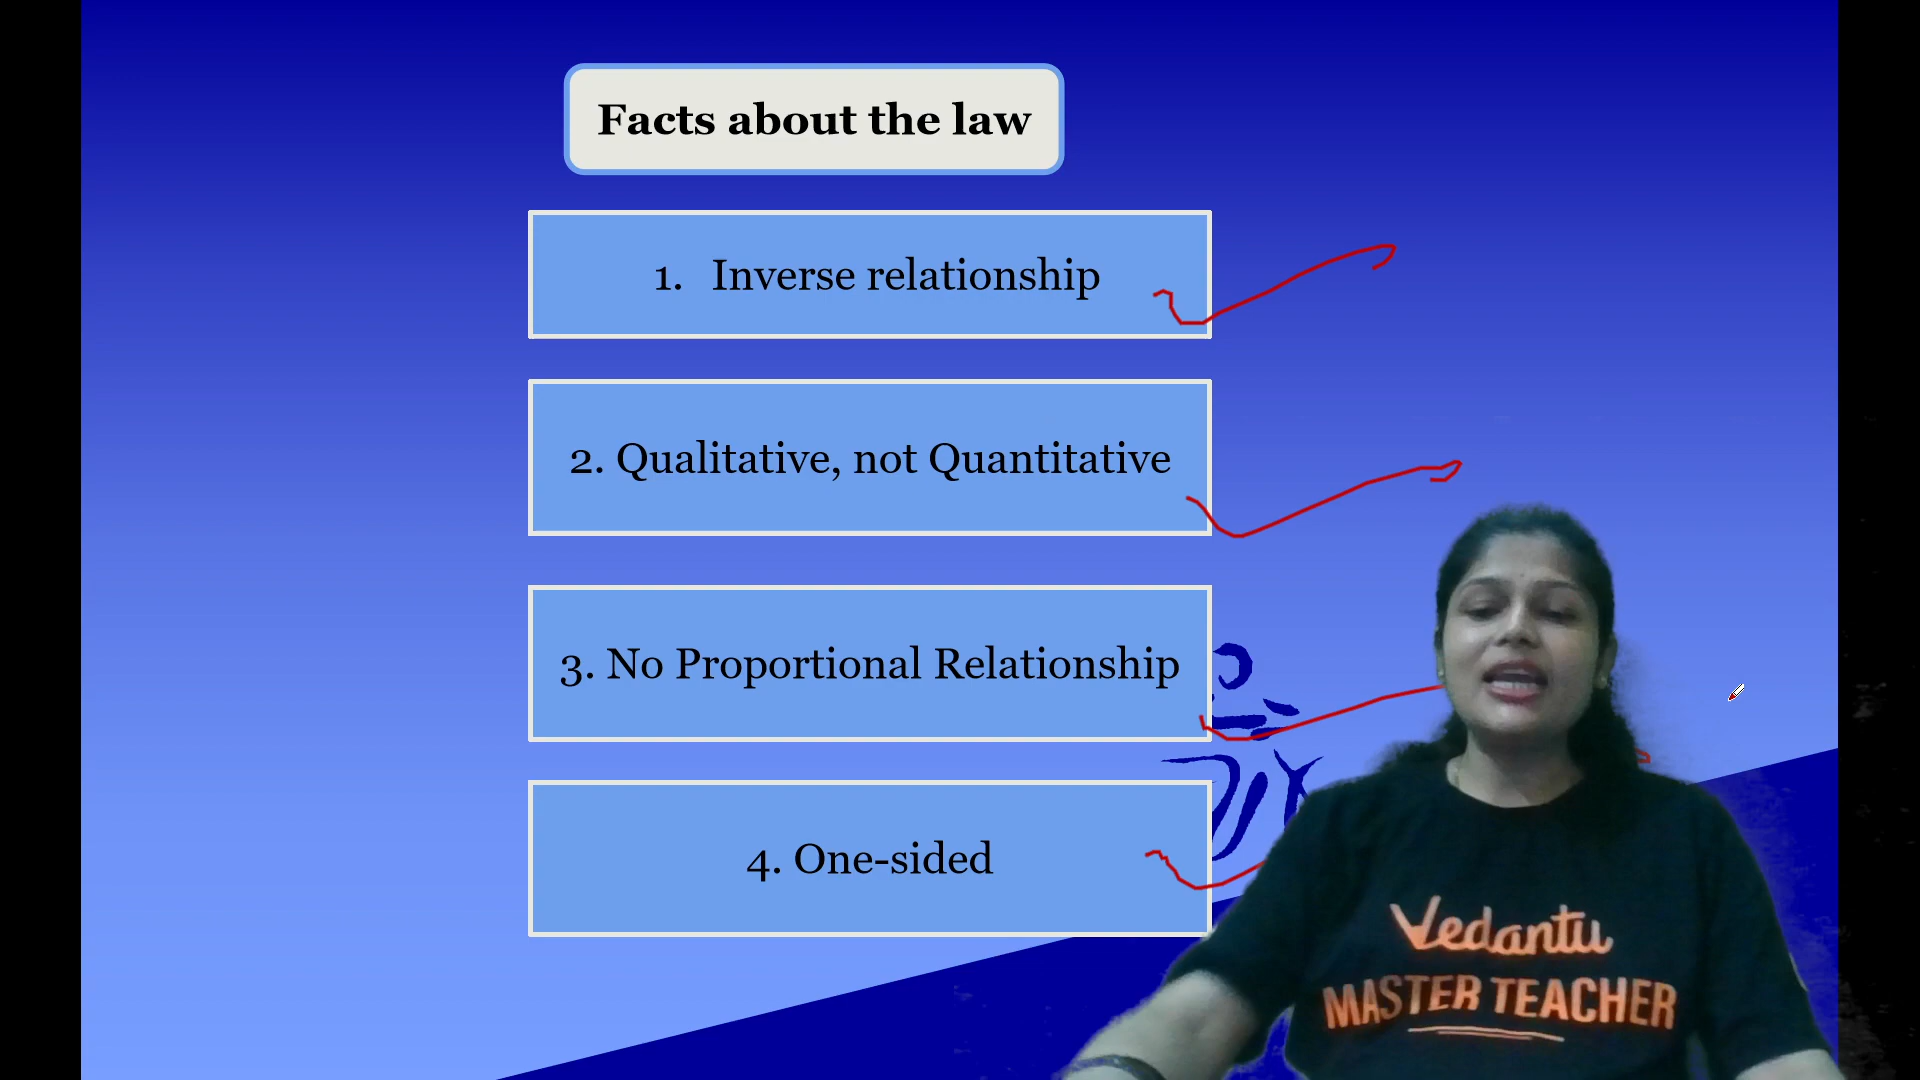 Facts about the law
1. Inverse relationship
2. Qualitative, not Quantitative
3. No Proportional Relationship
4. One-sided
Vedantu
MASTER TEACHER